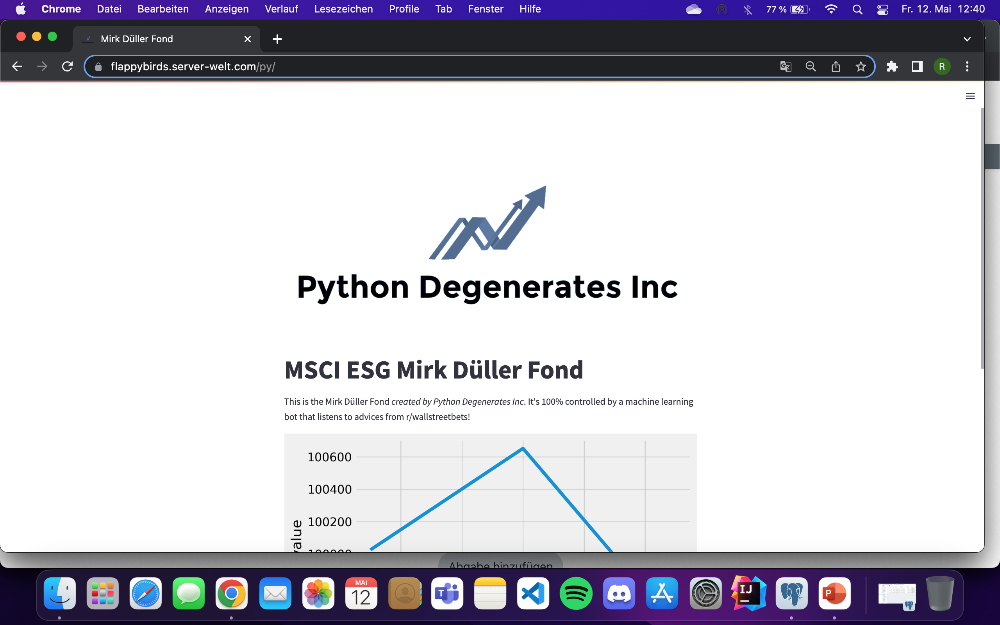 Chrome Datei Bearbeiten Anzeigen Verlauf Lesezeichen Profile Tab Fenster Hilfe 77 % Fr. 12. Mai 12:40
Mirk Düller Fond
flappybirds.server-welt.com/py/
R
Python Degenerates Inc
MSCI ESG Mirk Düller Fond
This is the Mirk Düller Fond created by Python Degenerates Inc. It's 100% controlled by a machine learning
bot that listens to advices from r/wallstreetbets!
100600
100400
100200
value
100000
Abgabe hinzufügen
MAI
12
T
IJ
P